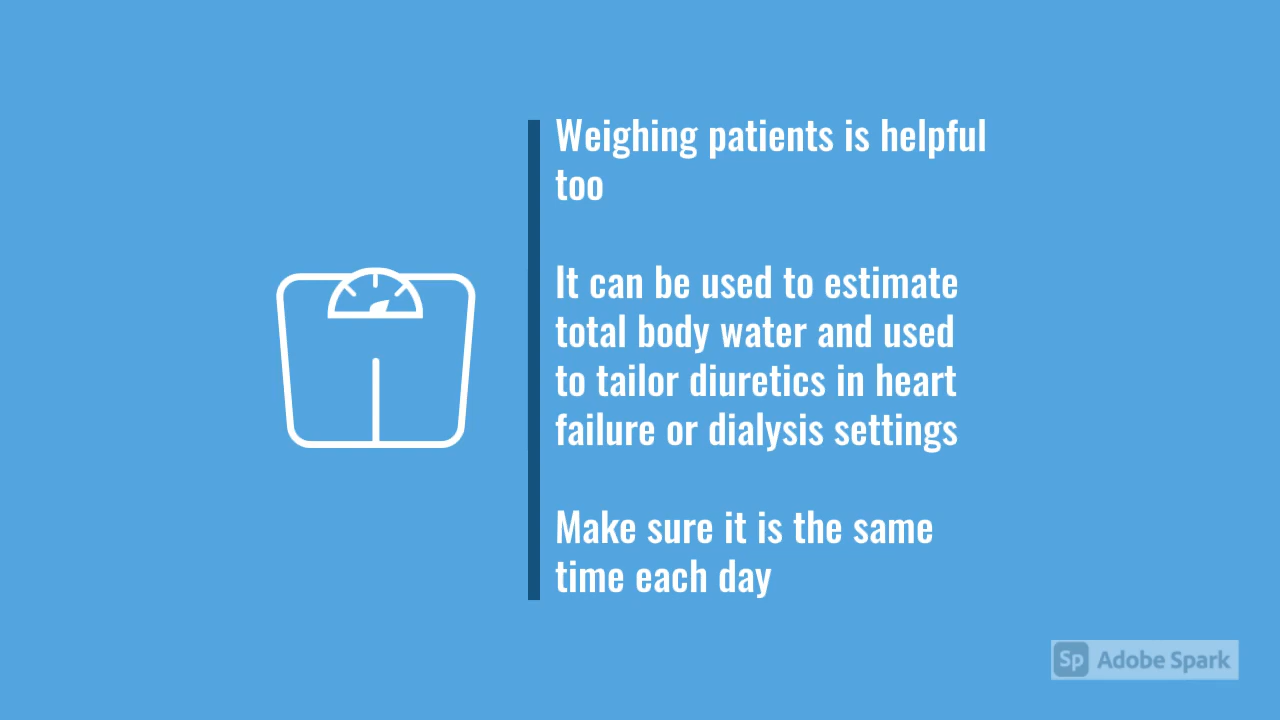 Weighing patients is helpful
too
It can be used to estimate
total body water and used
to tailor diuretics in heart
failure or dialysis settings
Make sure it is the same
time each day
Sp Adobe Spark